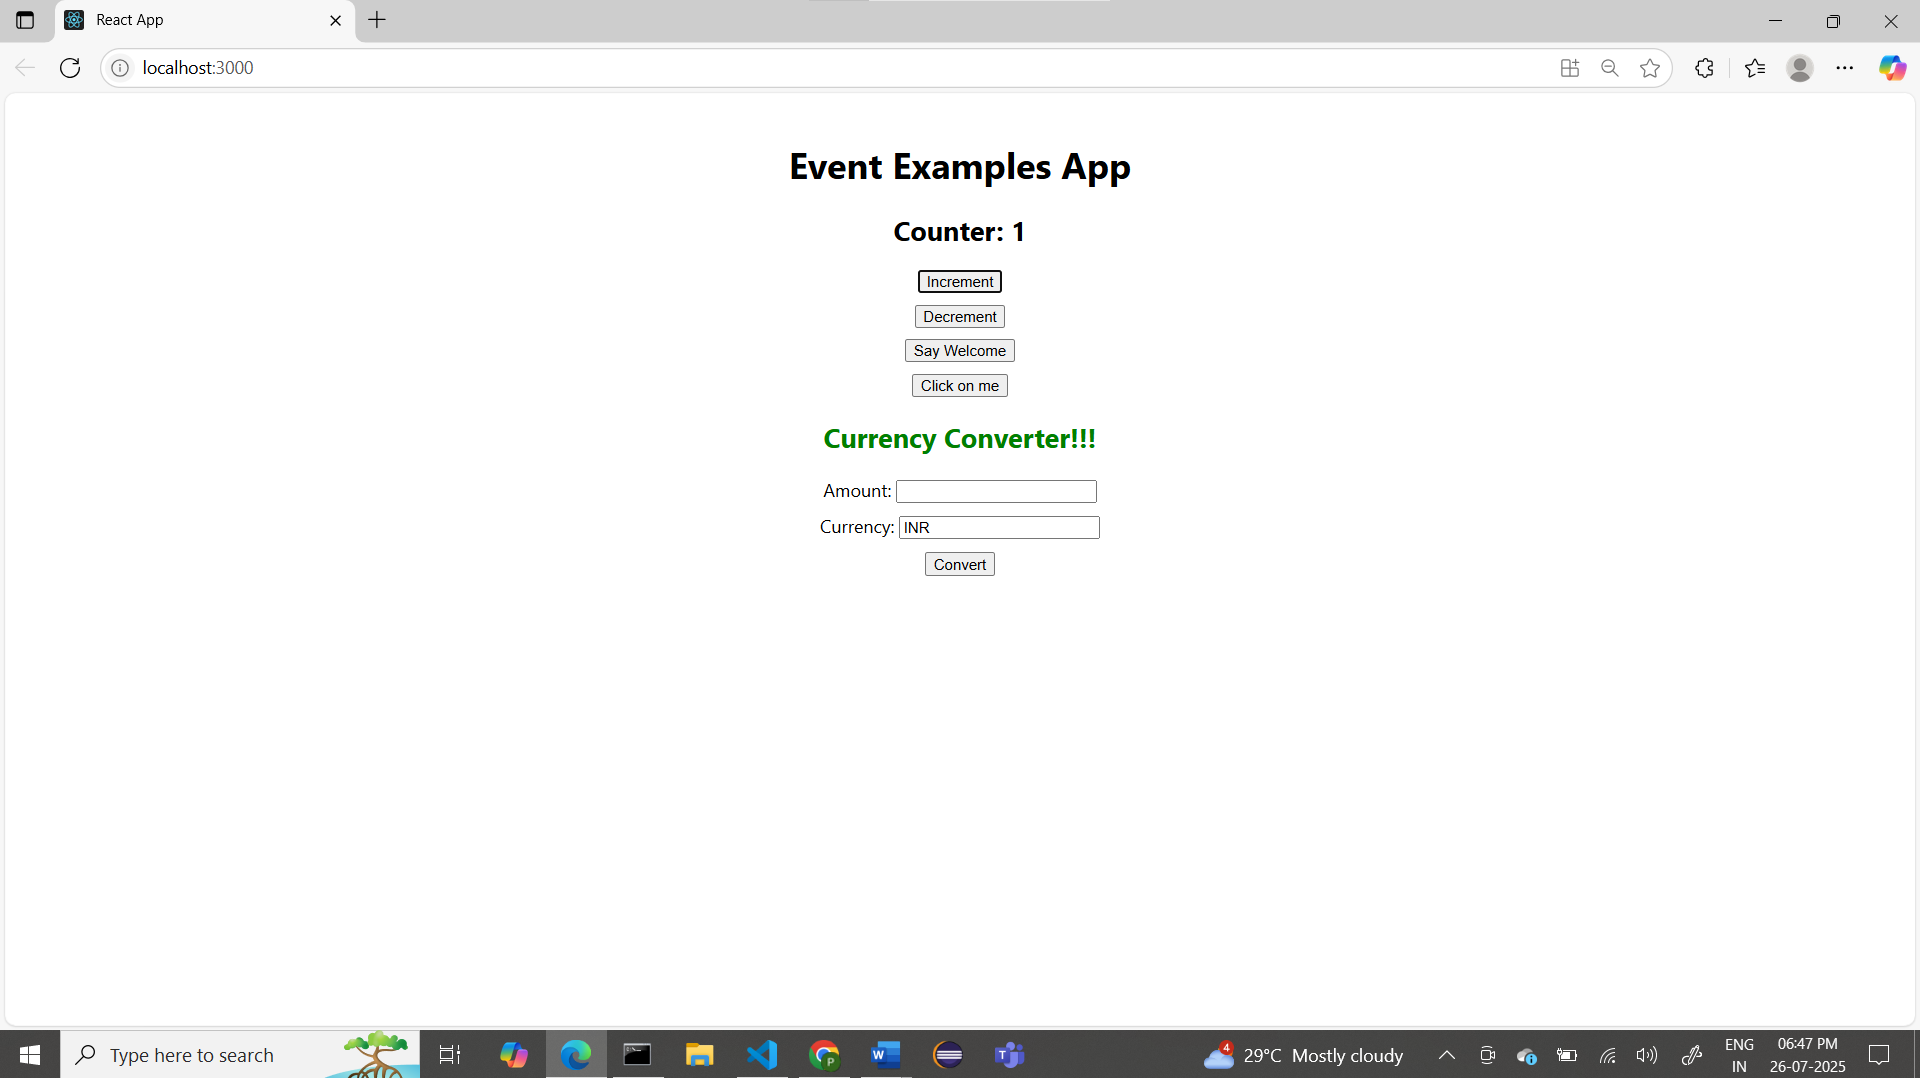 React App
localhost:3000
Event Examples App
Counter: 1
Increment
Decrement
Say Welcome
Click on me
Currency Converter!!!
Amount:
Currency: INR
Convert
Type here to search
4
29°C Mostly cloudy
ENG
IN
06:47 PM
26-07-2025